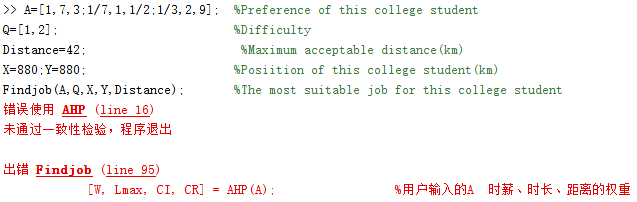 >> A=[1,7,3;1/7,1,1/2;1/3,2,9]; %Preference of this college student
Q=[1,2]; %Difficulty
Distance=42; %Maximum acceptable distance(km)
X=880;Y=880; %Posiition of this college student(km)
Findjob(A,Q,X,Y,Distance); %The most suitable job for this college student
错误使用 AHP (line 16)
未通过一致性检验，程序退出
出错 Findjob (line 95)
[W, Lmax, CI, CR] = AHP(A); %用户输入的A 时薪、时长、距离的权重